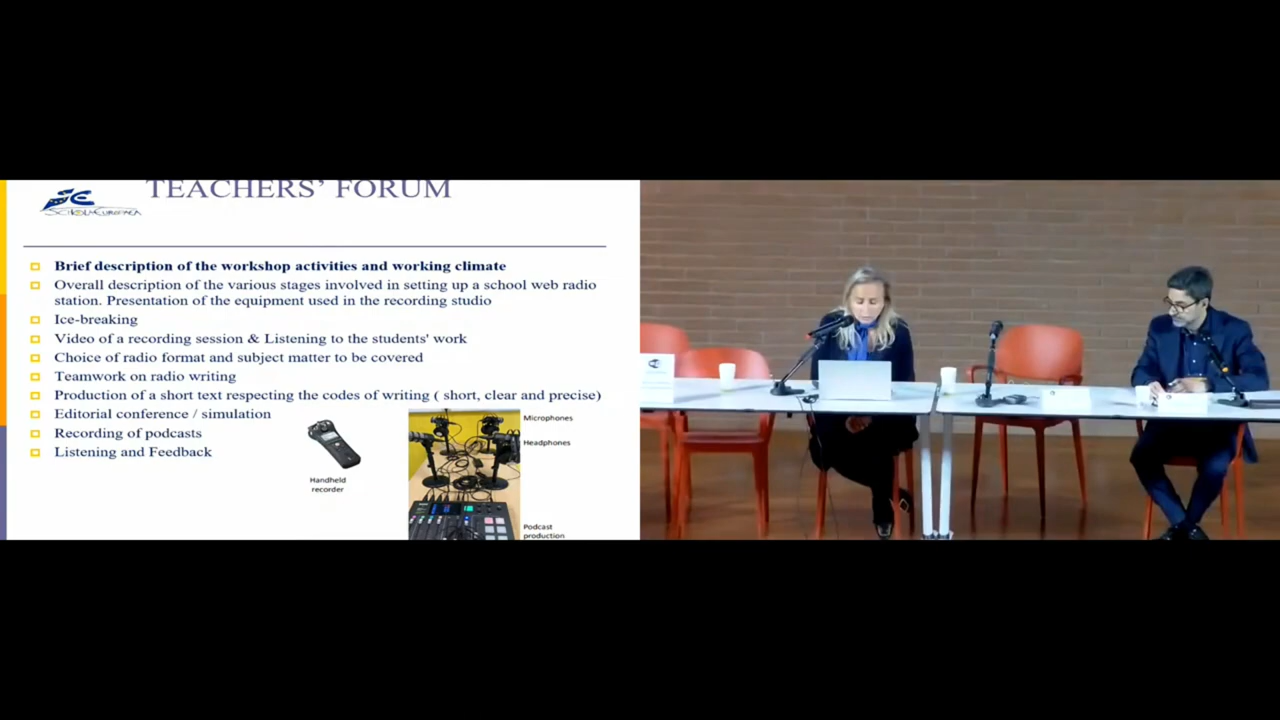 TEACHERS' FORUM
SCHOLA EUROPAEA
Brief description of the workshop activities and working climate
Overall description of the various stages involved in setting up a school web radio
station. Presentation of the equipment used in the recording studio
Ice-breaking
Video of a recording session & Listening to the students' work
Choice of radio format and subject matter to be covered
Teamwork on radio writing
Production of a short text respecting the codes of writing ( short, clear and precise)
Editorial conference / simulation
Recording of podcasts
Listening and Feedback
Handheld
recorder
Microphones
Headphones
Podcast
production